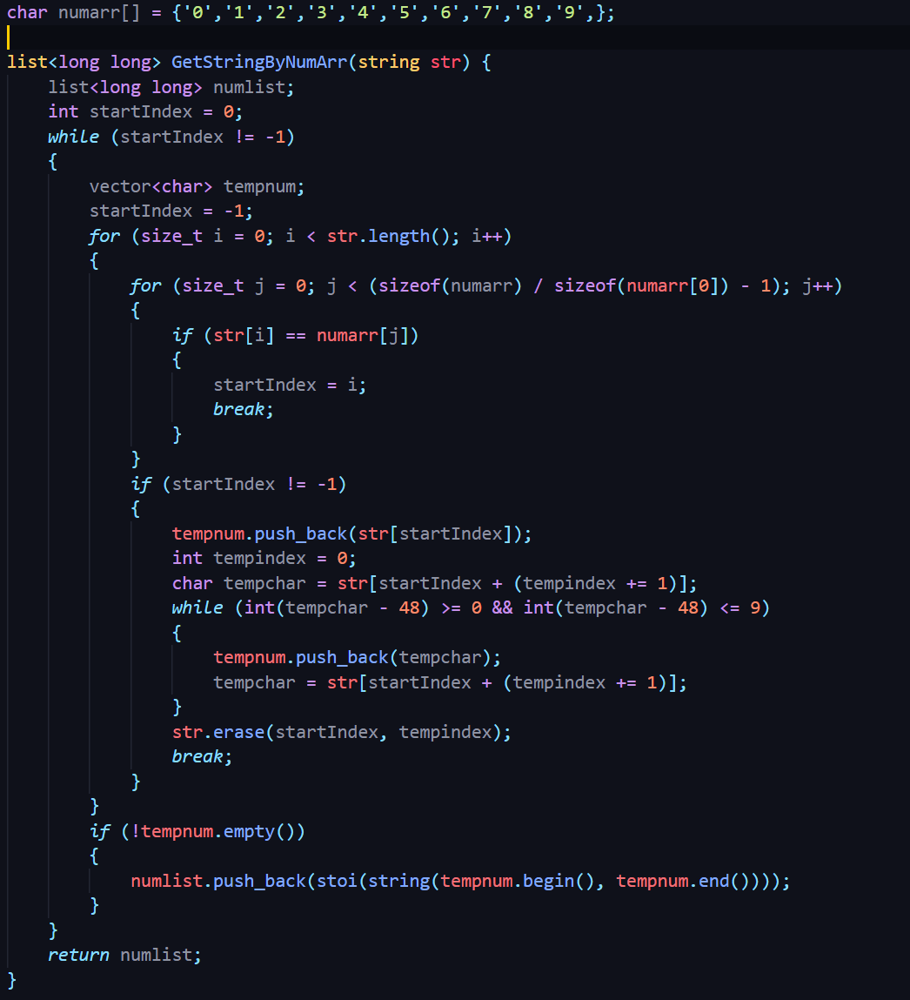 char numarr[] = {'0','1','2','3','4','5','6','7','8','9',};
list<long long> GetStringByNumArr(string str) {
    list<long long> numlist;
    int startIndex = 0;
    while (startIndex != -1)
    {
        vector<char> tempnum;
        startIndex = -1;
        for (size_t i = 0; i < str.length(); i++)
        {
            for (size_t j = 0; j < (sizeof(numarr) / sizeof(numarr[0]) - 1); j++)
            {
                if (str[i] == numarr[j])
                {
                    startIndex = i;
                    break;
                }
            }
            if (startIndex != -1)
            {
                tempnum.push_back(str[startIndex]);
                int tempindex = 0;
                char tempchar = str[startIndex + (tempindex += 1)];
                while (int(tempchar - 48) >= 0 && int(tempchar - 48) <= 9)
                {
                    tempnum.push_back(tempchar);
                    tempchar = str[startIndex + (tempindex += 1)];
                }
                str.erase(startIndex, tempindex);
                break;
            }
        }
        if (!tempnum.empty())
        {
            numlist.push_back(stoi(string(tempnum.begin(), tempnum.end())));
        }
    }
    return numlist;
}